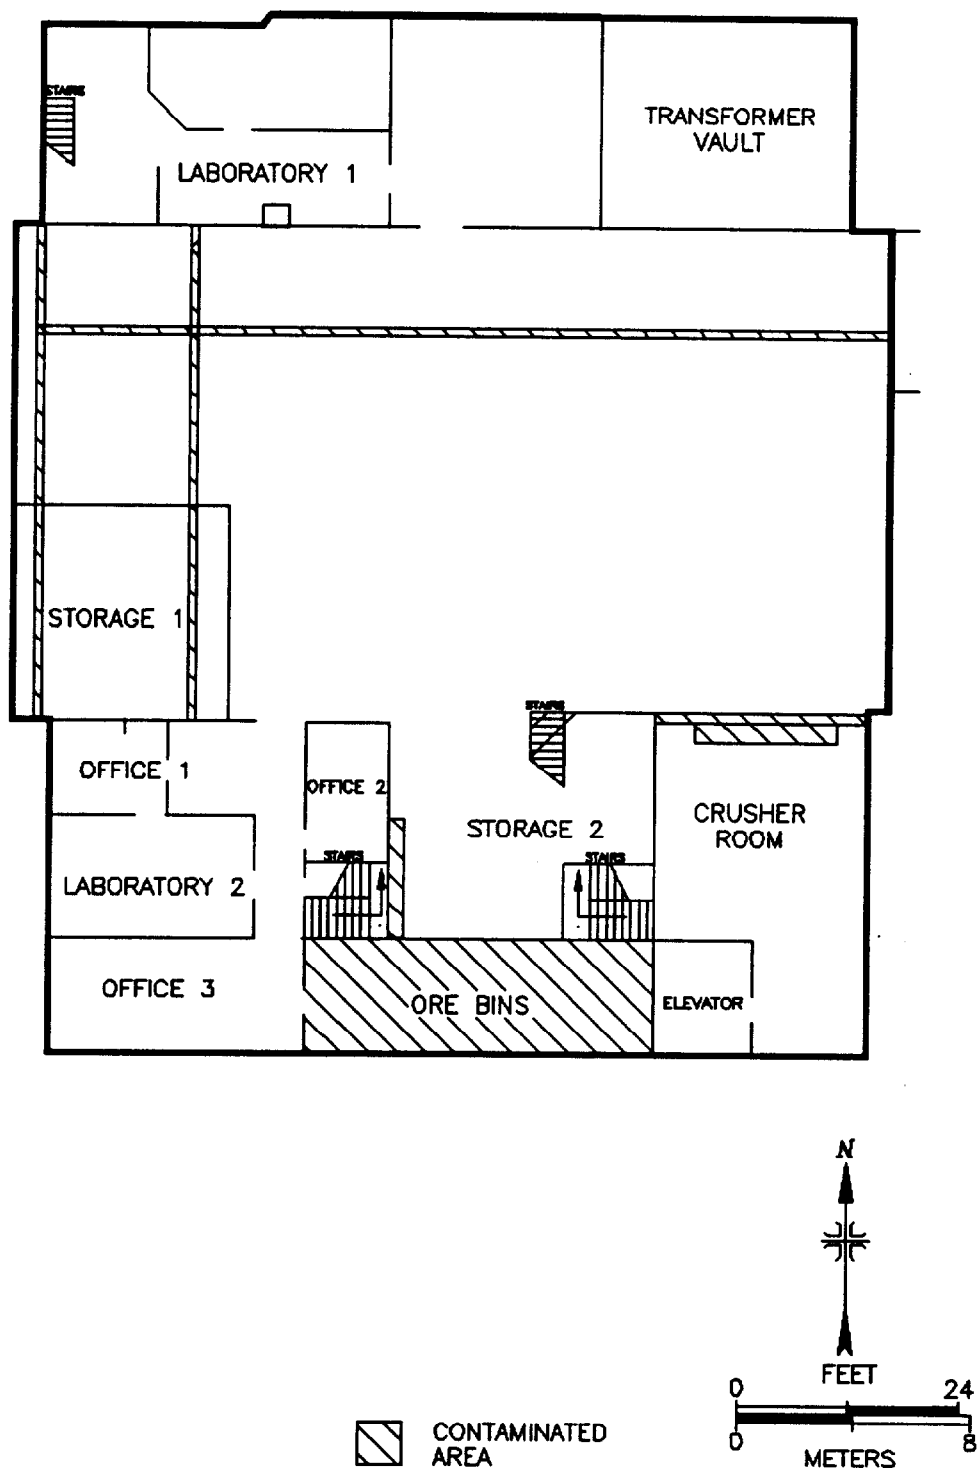 STAIRS
TRANSFORMER
VAULT
LABORATORY 1
STORAGE 1
STAIRS
OFFICE 1
OFFICE 2
CRUSHER
ROOM
STORAGE 2
STAIRS
STAIRS
LABORATORY 2
OFFICE 3
ORE BINS
ELEVATOR
N
FEET
0 24
0 8
METERS
CONTAMINATED
AREA